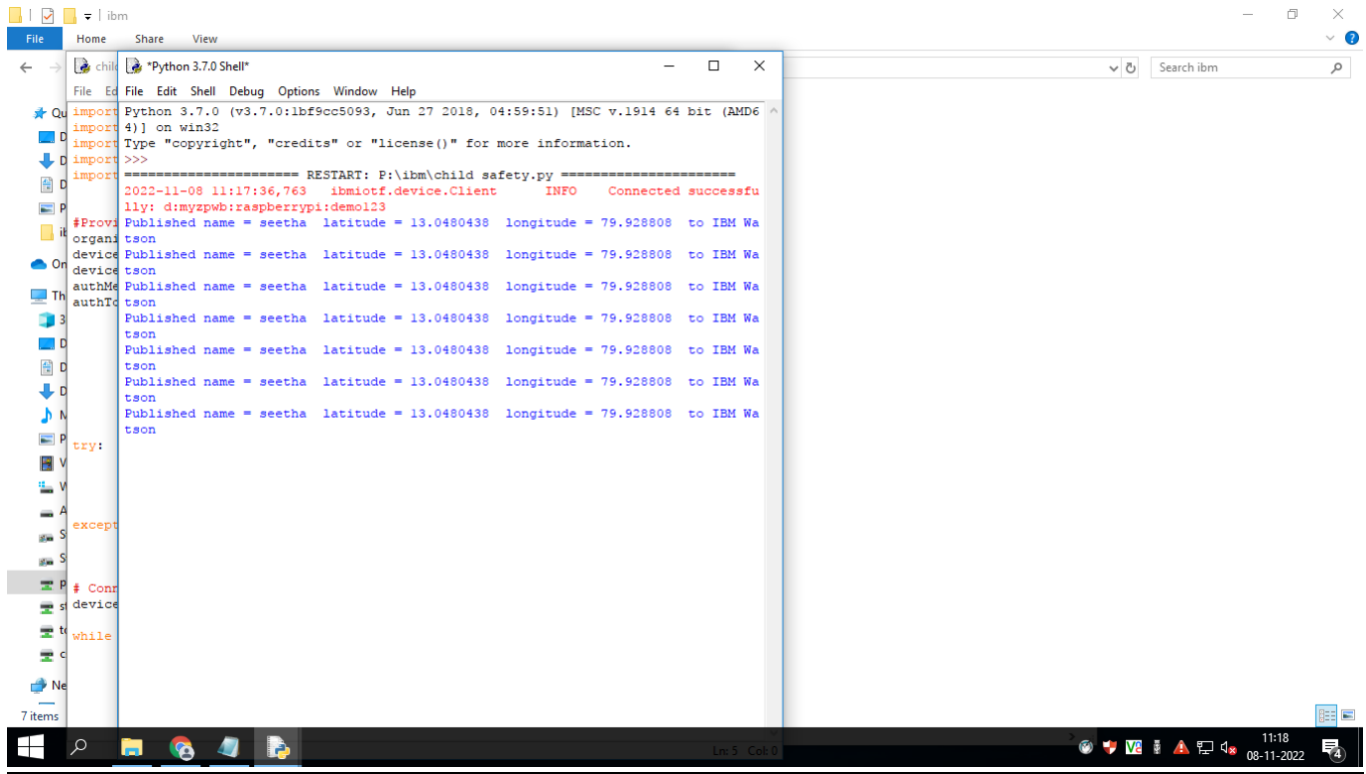 ibm
File Home Share View
Search ibm
*Python 3.7.0 Shell*
File Edit Shell Debug Options Window Help
Python 3.7.0 (v3.7.0:1bf9cc5093, Jun 27 2018, 04:59:51) [MSC v.1914 64 bit (AMD6
4)] on win32
Type "copyright", "credits" or "license()" for more information.
>>>
====================== RESTART: P:\ibm\child safety.py ======================
2022-11-08 11:17:36,763 ibmiotf.device.Client INFO Connected successfu
lly: d:myzpwb:raspberrypi:demo123
Published name = seetha latitude = 13.0480438 longitude = 79.928808 to IBM Wa
tson
Published name = seetha latitude = 13.0480438 longitude = 79.928808 to IBM Wa
tson
Published name = seetha latitude = 13.0480438 longitude = 79.928808 to IBM Wa
tson
Published name = seetha latitude = 13.0480438 longitude = 79.928808 to IBM Wa
tson
Published name = seetha latitude = 13.0480438 longitude = 79.928808 to IBM Wa
tson
Published name = seetha latitude = 13.0480438 longitude = 79.928808 to IBM Wa
tson
Published name = seetha latitude = 13.0480438 longitude = 79.928808 to IBM Wa
tson
Ln: 5 Col: 0
File Ed
import
import
import
import
import
#Provi
organi
device
device
authMe
authTo
try:
except
# Conn
device
while
7 items
11:18
08-11-2022
4